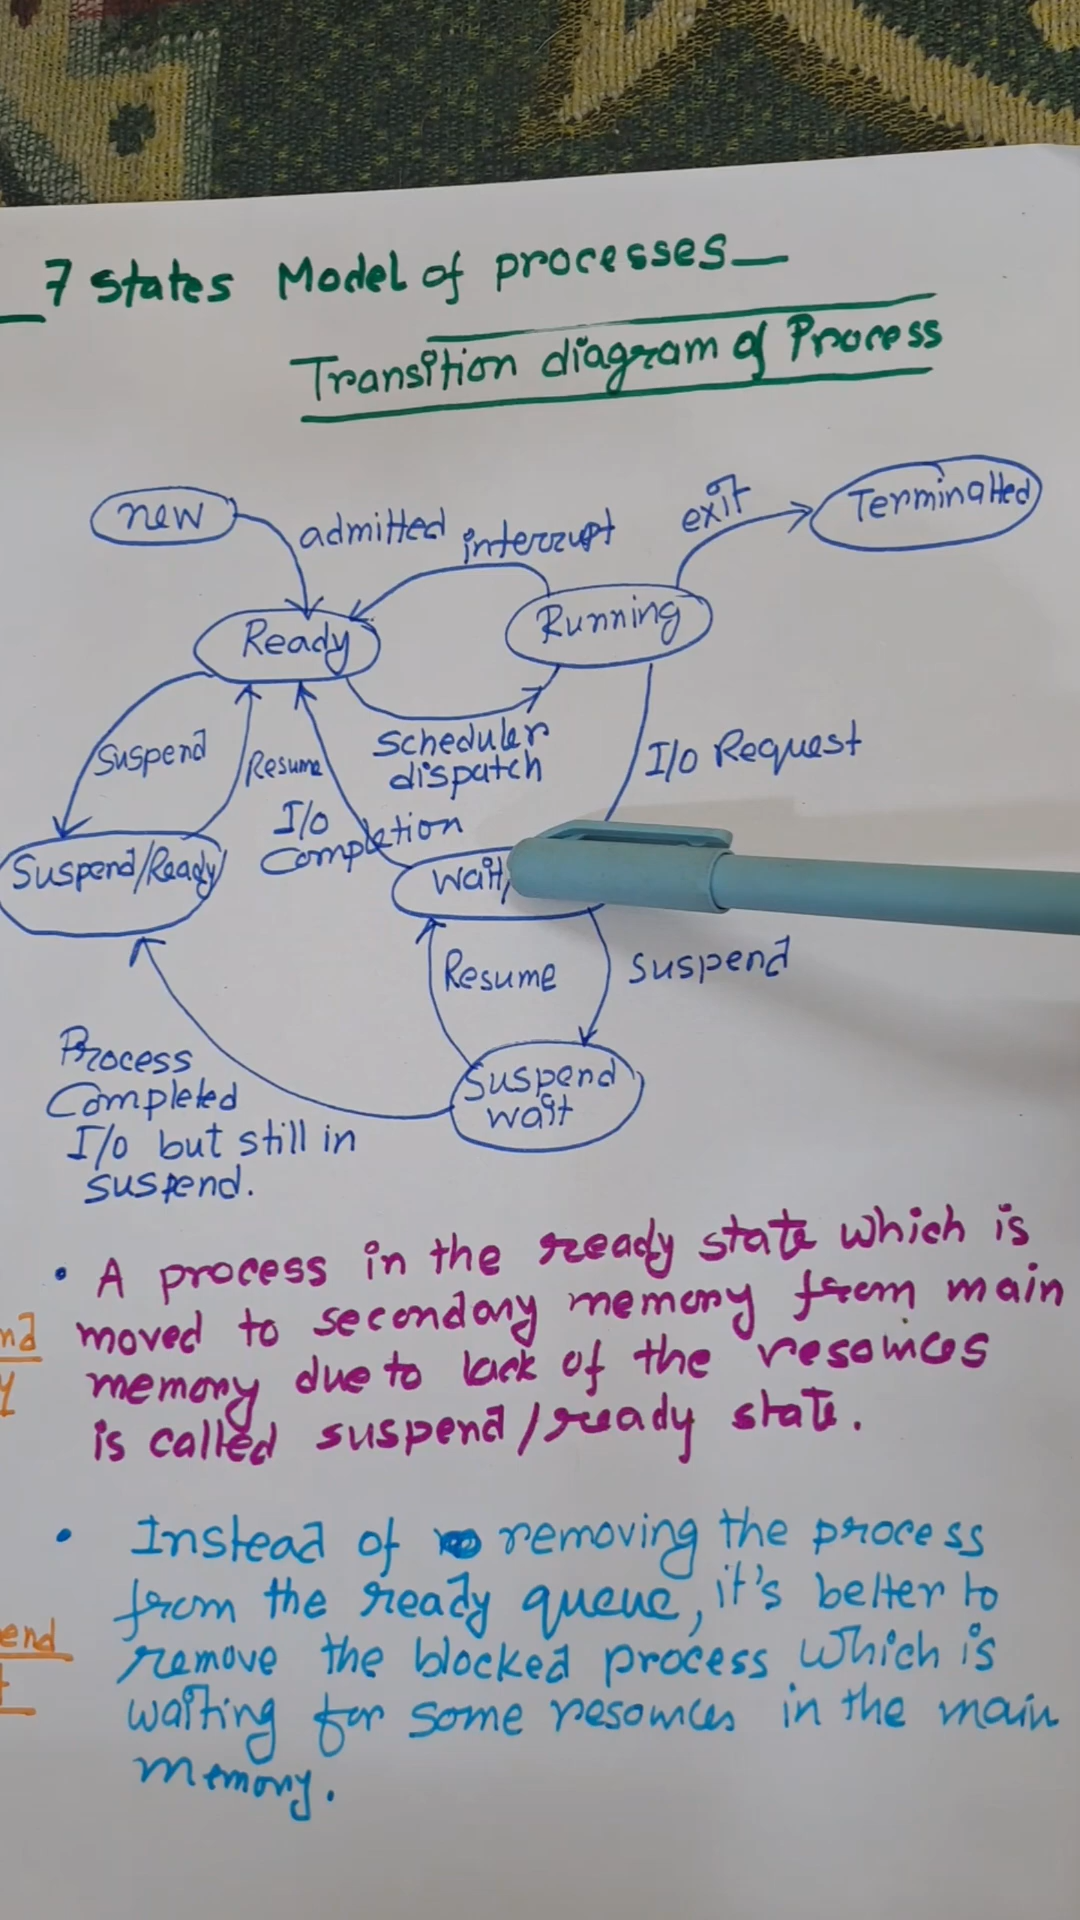 7 States Model of processes
Transition diagram of Process
new
admitted
interrupt
exit
Terminatted
Ready
Running
Suspend
Resume
Scheduler
dispatch
I/O Request
I/O
Completion
Suspend/Ready
wait
Resume
Suspend
Process
Completed
I/O but still in
suspend.
Suspend
wait
• A process in the ready state which is
moved to secondary memory from main
memory due to lack of the resources
is called suspend/ready state.
• Instead of removing the process
from the ready queue, it's better to
remove the blocked process which is
waiting for some resources in the main
memory.